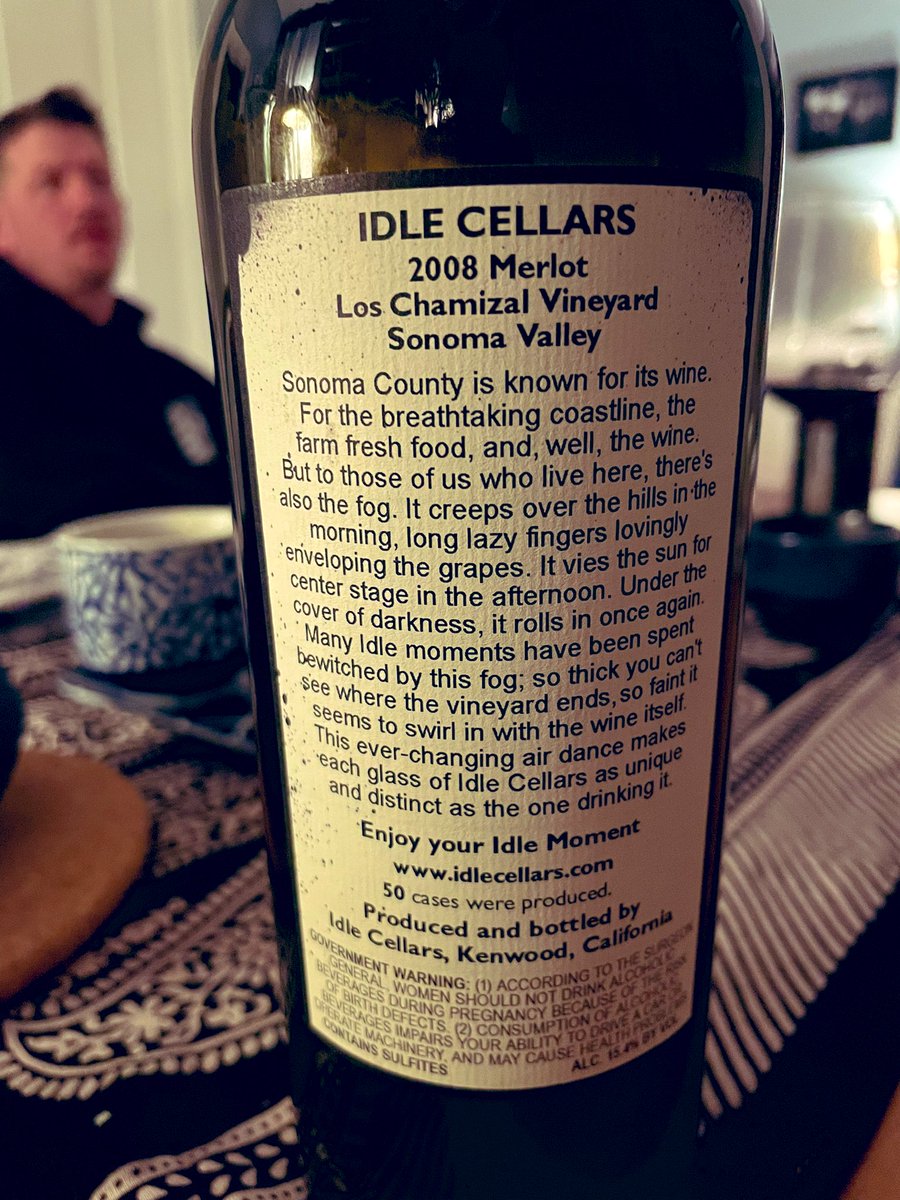 IDLE CELLARS
2008 Merlot
Los Chamizal Vineyard
Sonoma Valley
Sonoma County is known for its wine.
For the breathtaking coastline, the
farm fresh food, and, well, the wine.
But to those of us who live here, there's
also the fog. It creeps over the hills in the
morning, long lazy fingers lovingly
enveloping the grapes. It vies the sun for
center stage in the afternoon. Under the
cover of darkness, it rolls in once again.
Many Idle moments have been spent
bewitched by this fog; so thick you can't
see where the vineyard ends, so faint it
seems to swirl in with the wine itself.
This ever-changing air dance makes
each glass of Idle Cellars as unique
and distinct as the one drinking it.
Enjoy your Idle Moment
www.idlecellars.com
50 cases were produced.
Produced and bottled by
Idle Cellars, Kenwood, California
GOVERNMENT WARNING: (1) ACCORDING TO THE SURGEON
GENERAL, WOMEN SHOULD NOT DRINK ALCOHOLIC
BEVERAGES DURING PREGNANCY BECAUSE OF THE RISK
OF BIRTH DEFECTS. (2) CONSUMPTION OF ALCOHOLIC
BEVERAGES IMPAIRS YOUR ABILITY TO DRIVE A CAR OR
OPERATE MACHINERY, AND MAY CAUSE HEALTH PROBLEMS.
CONTAINS SULFITES ALC. 15.4% BY VOL